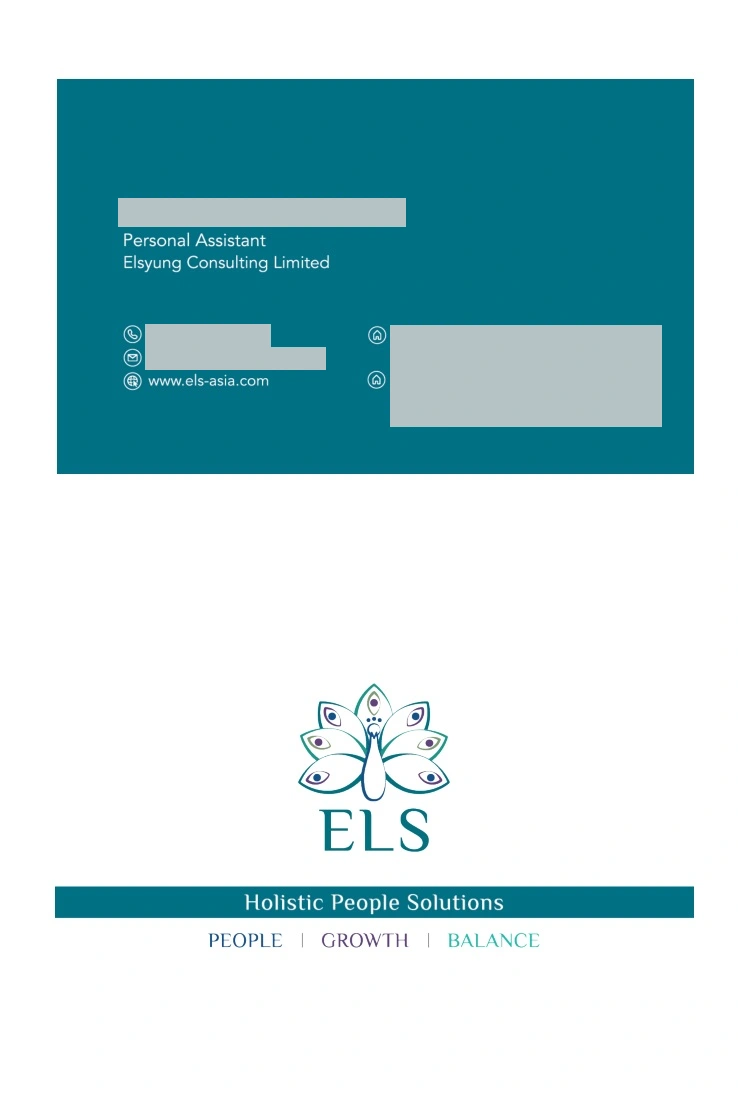 Personal Assistant
Elsyung Consulting Limited
www.els-asia.com
ELS
Holistic People Solutions
PEOPLE | GROWTH | BALANCE